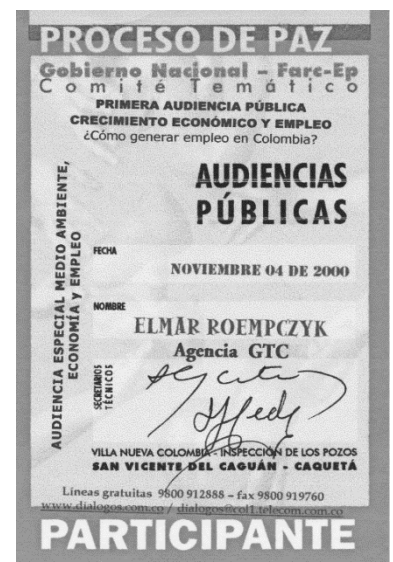 PROCESO DE PAZ
Gobierno Nacional – Farc-Ep
Comité Temático
PRIMERA AUDIENCIA PÚBLICA
CRECIMIENTO ECONÓMICO Y EMPLEO
¿Cómo generar empleo en Colombia?
AUDIENCIAS
PÚBLICAS
AUDIENCIA ESPECIAL MEDIO AMBIENTE,
ECONOMÍA y EMPLEO
FECHA
NOVIEMBRE 04 DE 2000
NOMBRE
ELMAR ROEMPCZYK
Agencia GTC
SECRETARIOS
TÉCNICOS
VILLA NUEVA COLOMBIA - INSPECCIÓN DE LOS POZOS
SAN VICENTE DEL CAGUÁN - CAQUETÁ
Líneas gratuitas 9800 912888 – fax 9800 919760
www.dialogos.com.co / dialogos@col1.telecom.com.co
PARTICIPANTE